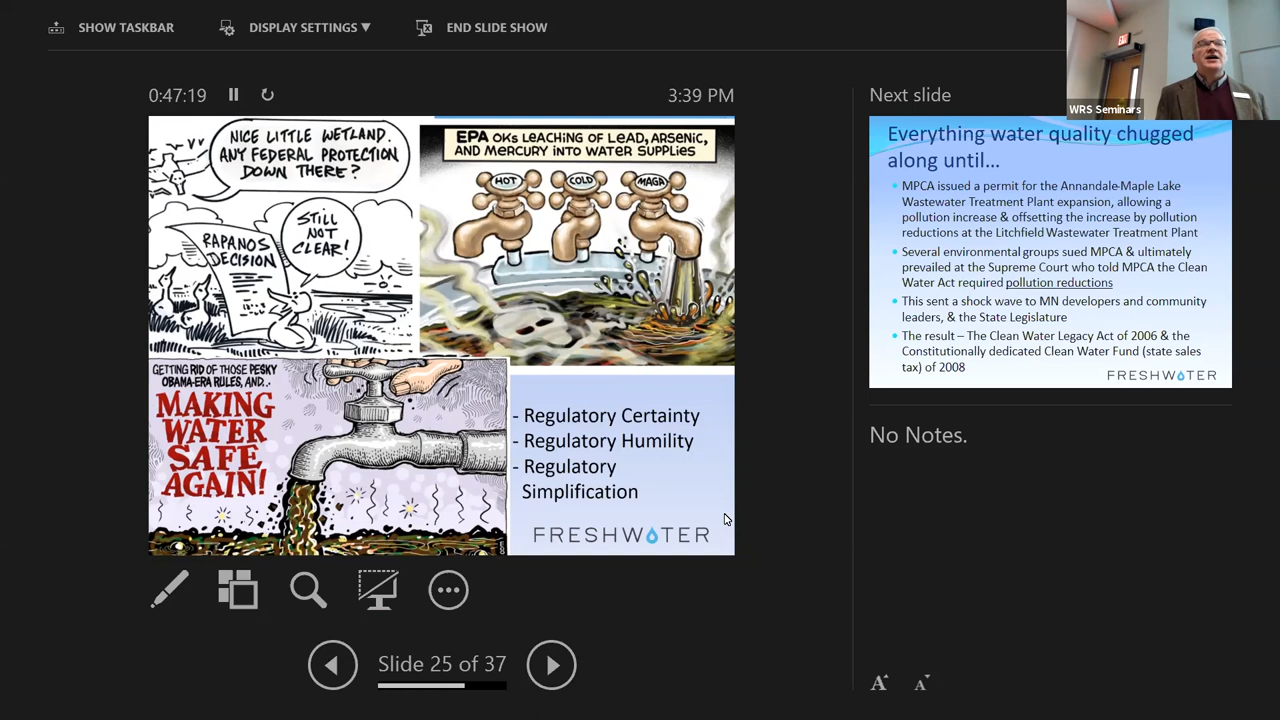 SHOW TASKBAR
DISPLAY SETTINGS ▼
END SLIDE SHOW
EXIT
WRS Seminars
0:47:19
3:39 PM
NICE LITTLE WETLAND.
ANY FEDERAL PROTECTION
DOWN THERE?
STILL
NOT
CLEAR!
RAPANOS
DECISION
EPA OKs LEACHING OF LEAD, ARSENIC,
AND MERCURY INTO WATER SUPPLIES
HOT
COLD
MAGA
GETTING RID OF THOSE PESKY
OBAMA-ERA RULES, AND...
MAKING
WATER
SAFE
AGAIN!
- Regulatory Certainty
- Regulatory Humility
- Regulatory
Simplification
FRESHWATER
Slide 25 of 37
Next slide
Everything water quality chugged
along until...
• MPCA issued a permit for the Annandale-Maple Lake
Wastewater Treatment Plant expansion, allowing a
pollution increase & offsetting the increase by pollution
reductions at the Litchfield Wastewater Treatment Plant
• Several environmental groups sued MPCA & ultimately
prevailed at the Supreme Court who told MPCA the Clean
Water Act required pollution reductions
• This sent a shock wave to MN developers and community
leaders, & the State Legislature
• The result – The Clean Water Legacy Act of 2006 & the
Constitutionally dedicated Clean Water Fund (state sales
tax) of 2008
FRESHWATER
No Notes.
A A